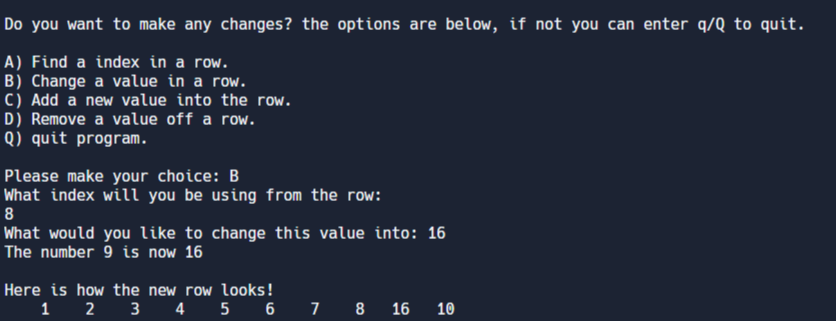 Do you want to make any changes? the options are below, if not you can enter q/Q to quit.
A) Find a index in a row.
B) Change a value in a row.
C) Add a new value into the row.
D) Remove a value off a row.
Q) quit program.
Please make your choice: B
What index will you be using from the row:
8
What would you like to change this value into: 16
The number 9 is now 16
Here is how the new row looks!
1 2 3 4 5 6 7 8 16 10